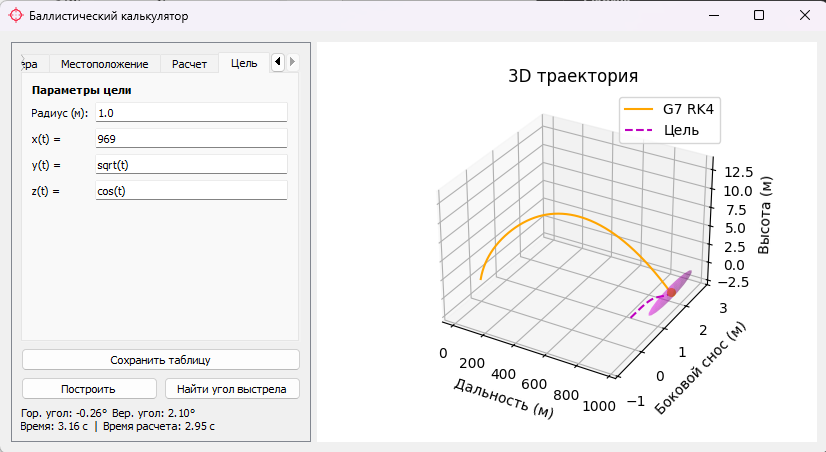 Баллистический калькулятор
ера Местоположение Расчет Цель
Параметры цели
Радиус (м): 1.0
x(t) = 969
y(t) = sqrt(t)
z(t) = cos(t)
Сохранить таблицу
Построить Найти угол выстрела
Гор. угол: -0.26° Вер. угол: 2.10°
Время: 3.16 с | Время расчета: 2.95 с
3D траектория
G7 RK4
Цель
12.5
10.0
7.5
5.0
2.5
0.0
−2.5
Высота (м)
3
2
1
0
−1
Боковой снос (м)
0
200
400
600
800
1000
Дальность (м)